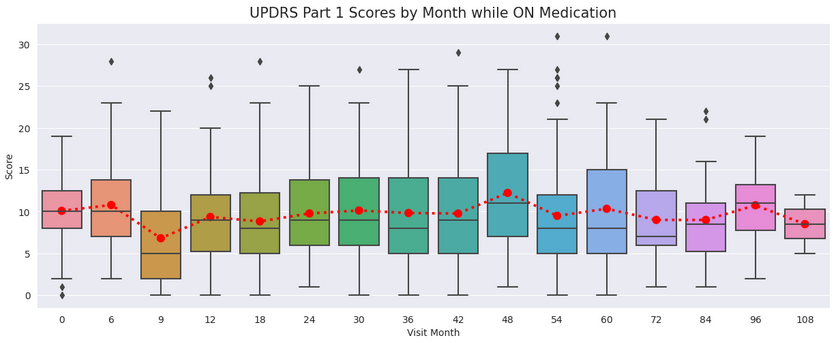 UPDRS Part 1 Scores by Month while ON Medication
Score
30
25
20
15
10
5
0
0 6 9 12 18 24 30 36 42 48 54 60 72 84 96 108
Visit Month